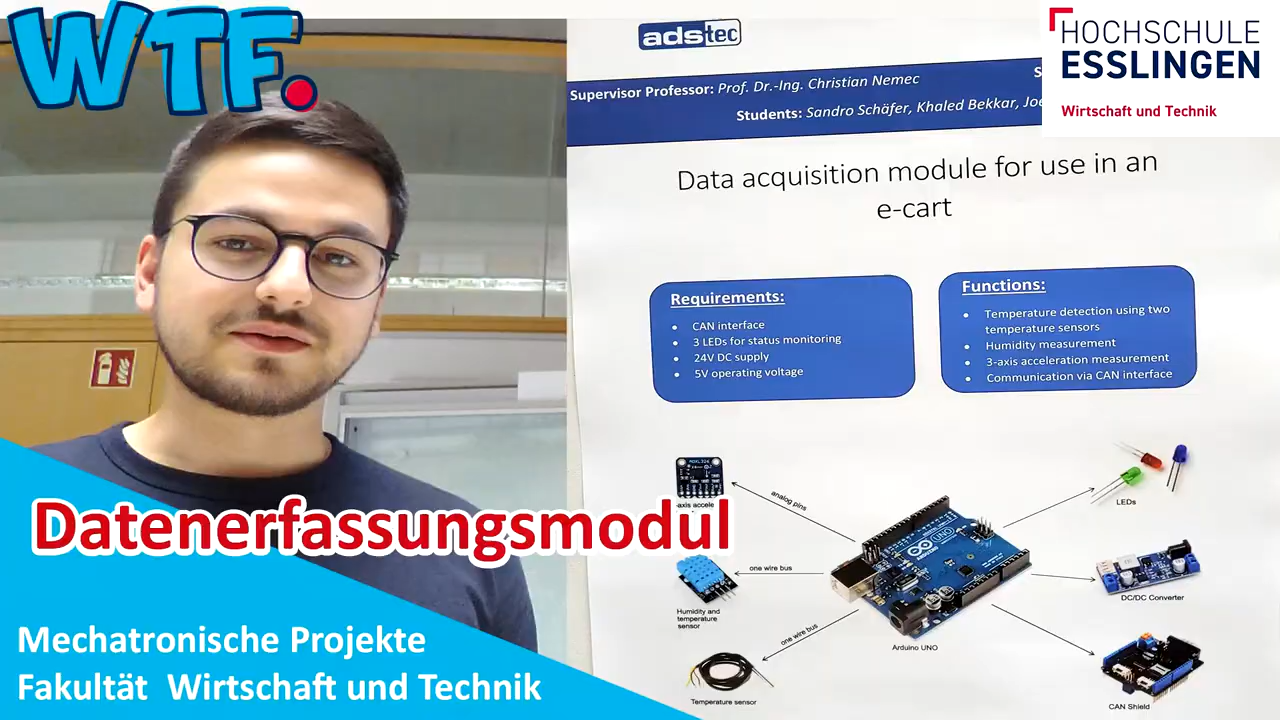 WTF.
adstec
HOCHSCHULE
ESSLINGEN
Wirtschaft und Technik
Supervisor Professor: Prof. Dr.-Ing. Christian Nemec
Students: Sandro Schäfer, Khaled Bekkar,
Data acquisition module for use in an
e-cart
Requirements:
• CAN interface
• 3 LEDs for status monitoring
• 24V DC supply
• 5V operating voltage
Functions:
• Temperature detection using two
temperature sensors
• Humidity measurement
• 3-axis acceleration measurement
• Communication via CAN interface
-axis accele
analog pins
LEDs
one wire bus
Humidity and
temperature
sensor
UNO
DC/DC Converter
one wire bus
Arduino UNO
Temperature sensor
CAN Shield
Datenerfassungsmodul
Mechatronische Projekte
Fakultät Wirtschaft und Technik